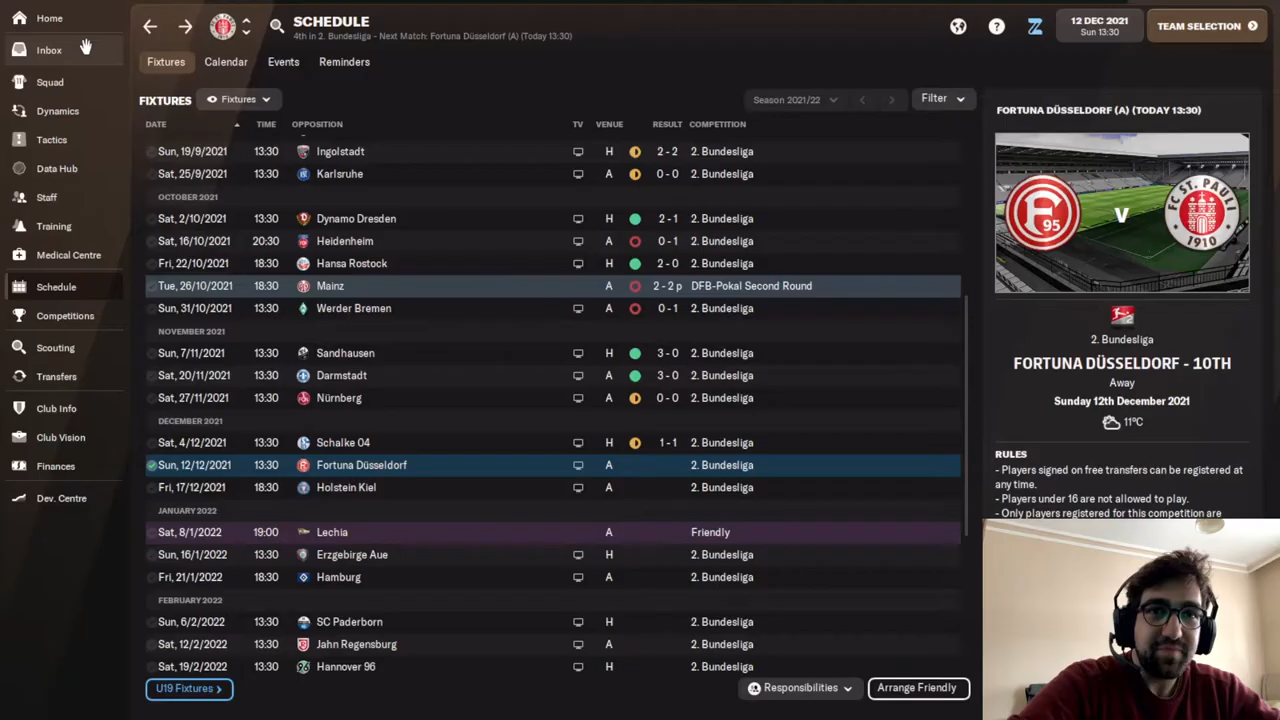 Home
Inbox
Squad
Dynamics
Tactics
Data Hub
Staff
Training
Medical Centre
Schedule
Competitions
Scouting
Transfers
Club Info
Club Vision
Finances
Dev. Centre
SCHEDULE
4th in 2. Bundesliga - Next Match: Fortuna Düsseldorf (A) (Today 13:30)
12 DEC 2021
Sun 13:30
TEAM SELECTION
Fixtures Calendar Events Reminders
FIXTURES Fixtures Season 2021/22 Filter
DATE TIME OPPOSITION TV VENUE RESULT COMPETITION
Sun, 19/9/2021 13:30 Ingolstadt H 2 - 2 2. Bundesliga
Sat, 25/9/2021 13:30 Karlsruhe A 0 - 0 2. Bundesliga
OCTOBER 2021
Sat, 2/10/2021 13:30 Dynamo Dresden H 2 - 1 2. Bundesliga
Sat, 16/10/2021 20:30 Heidenheim A 0 - 1 2. Bundesliga
Fri, 22/10/2021 18:30 Hansa Rostock H 2 - 0 2. Bundesliga
Tue, 26/10/2021 18:30 Mainz A 2 - 2 p DFB-Pokal Second Round
Sun, 31/10/2021 13:30 Werder Bremen A 0 - 1 2. Bundesliga
NOVEMBER 2021
Sun, 7/11/2021 13:30 Sandhausen H 3 - 0 2. Bundesliga
Sat, 20/11/2021 13:30 Darmstadt A 3 - 0 2. Bundesliga
Sat, 27/11/2021 13:30 Nürnberg A 0 - 0 2. Bundesliga
DECEMBER 2021
Sat, 4/12/2021 13:30 Schalke 04 H 1 - 1 2. Bundesliga
Sun, 12/12/2021 13:30 Fortuna Düsseldorf A 2. Bundesliga
Fri, 17/12/2021 18:30 Holstein Kiel A 2. Bundesliga
JANUARY 2022
Sat, 8/1/2022 19:00 Lechia A Friendly
Sun, 16/1/2022 13:30 Erzgebirge Aue H 2. Bundesliga
Fri, 21/1/2022 18:30 Hamburg A 2. Bundesliga
FEBRUARY 2022
Sun, 6/2/2022 13:30 SC Paderborn H 2. Bundesliga
Sat, 12/2/2022 13:30 Jahn Regensburg A 2. Bundesliga
Sat, 19/2/2022 13:30 Hannover 96 H 2. Bundesliga
U19 Fixtures > Responsibilities Arrange Friendly
FORTUNA DÜSSELDORF (A) (TODAY 13:30)
F 95 V FC ST. PAULI 1910
2. Bundesliga
FORTUNA DÜSSELDORF - 10TH
Away
Sunday 12th December 2021
11°C
RULES
- Players signed on free transfers can be registered at
any time.
- Players under 16 are not allowed to play.
- Only players registered for this competition are